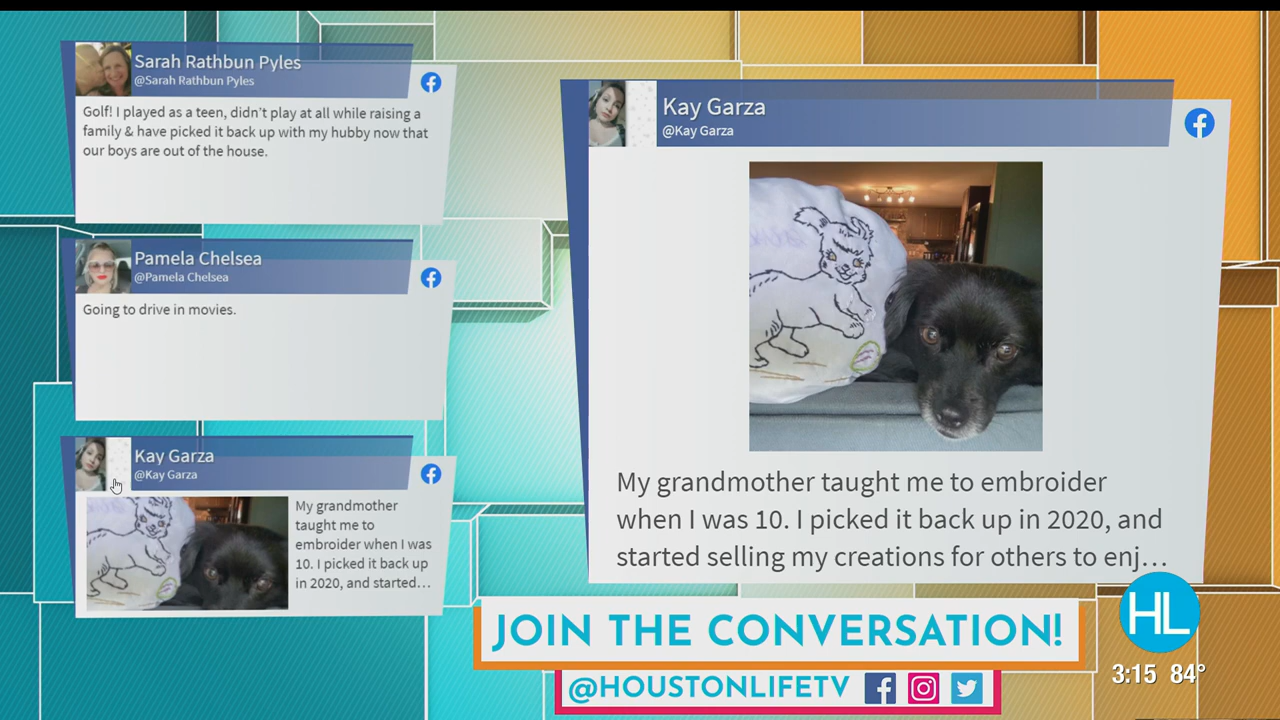 Sarah Rathbun Pyles
@Sarah Rathbun Pyles
Golf! I played as a teen, didn't play at all while raising a
family & have picked it back up with my hubby now that
our boys are out of the house.
Pamela Chelsea
@Pamela Chelsea
Going to drive in movies.
Kay Garza
@Kay Garza
My grandmother
taught me to
embroider when I was
10. I picked it back up
in 2020, and started...
Kay Garza
@Kay Garza
My grandmother taught me to embroider
when I was 10. I picked it back up in 2020, and
started selling my creations for others to enj...
JOIN THE CONVERSATION!
@HOUSTONLIFETV
HL
3:15 84°